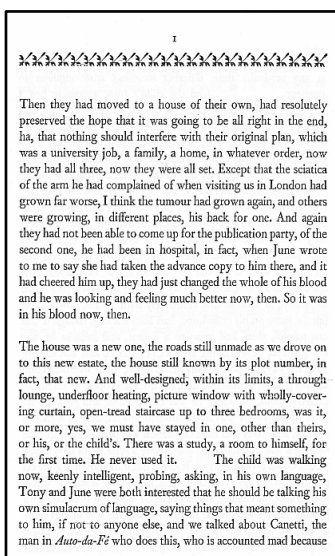 I
Then they had moved to a house of their own, had resolutely
preserved the hope that it was going to be all right in the end,
ha, that nothing should interfere with their original plan, which
was a university job, a family, a home, in whatever order, now
they had all three, now they were all set. Except that the sciatica
of the arm he had complained of when visiting us in London had
grown far worse, I think the tumour had grown again, and others
were growing, in different places, his back for one. And again
they had not been able to come up for the publication party, of the
second one, he had been in hospital, in fact, when June wrote
to me to say she had taken the advance copy to him there, and it
had cheered him up, they had just changed the whole of his blood
and he was looking and feeling much better now, then. So it was
in his blood now, then.
The house was a new one, the roads still unmade as we drove on
to this new estate, the house still known by its plot number, in
fact, that new. And well-designed, within its limits, a through
lounge, underfloor heating, picture window with wholly-cover-
ing curtain, open-tread staircase up to three bedrooms, was it,
or more, yes, we must have stayed in one, other than theirs,
or his, or the child's. There was a study, a room to himself, for
the first time. He never used it. The child was walking
now, keenly intelligent, probing, asking, in his own language,
Tony and June were both interested that he should be talking his
own simulacrum of language, saying things that meant something
to him, if not to anyone else, and we talked about Canetti, the
man in Auto-da-Fé who does this, who is accounted mad because